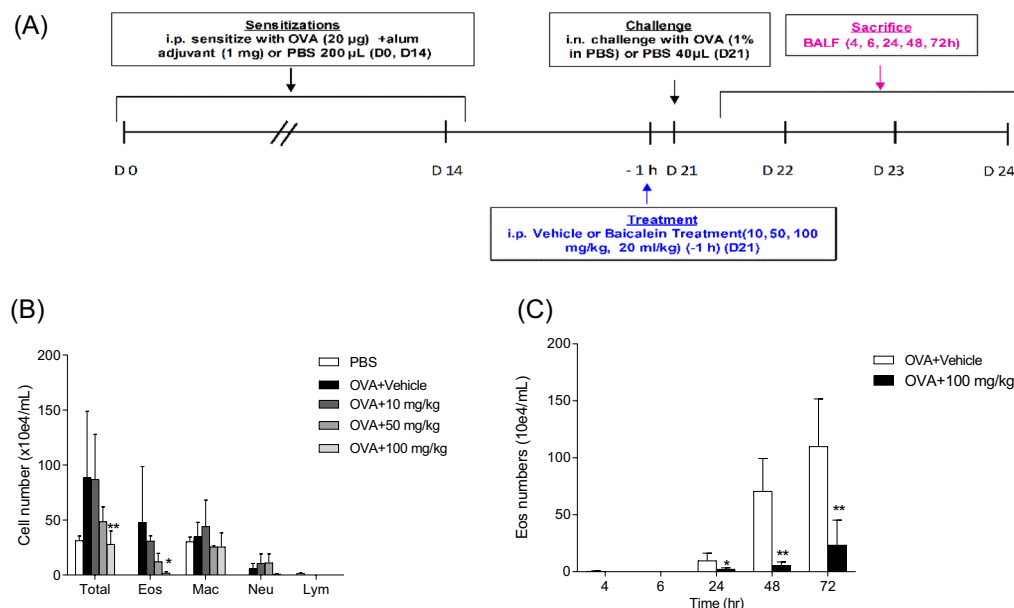 (A)
Sensitizations
i.p. sensitize with OVA (20 µg) +alum
adjuvant (1 mg) or PBS 200 µL (D0, D14)
Challenge
i.n. challenge with OVA (1%
in PBS) or PBS 40µL (D21)
Sacrifice
BALF (4, 6, 24, 48, 72h)
D 0
D 14
- 1 h
D 21
D 22
D 23
D 24
Treatment
i.p. Vehicle or Baicalein Treatment(10, 50, 100
mg/kg, 20 ml/kg) (-1 h) (D21)
(B)
Cell number (x10e4/mL)
200
150
100
50
0
PBS
OVA+Vehicle
OVA+10 mg/kg
OVA+50 mg/kg
OVA+100 mg/kg
**
*
Total
Eos
Mac
Neu
Lym
(C)
Eos numbers (10e4/mL)
200
150
100
50
0
OVA+Vehicle
OVA+100 mg/kg
*
**
**
4
6
24
48
72
Time (hr)